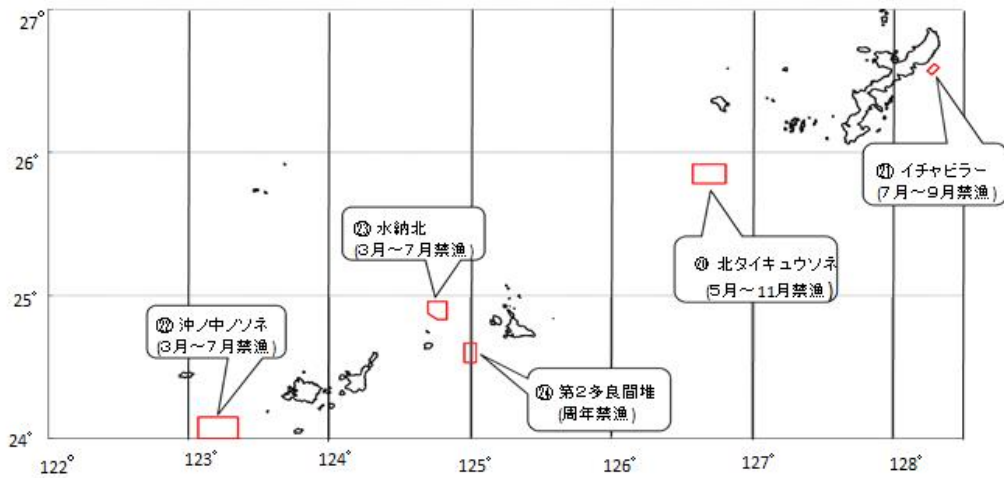 27°
26°
25°
24°
㉑ イチャビラー
(7月～9月禁漁)
㉓ 水納北
(3月～7月禁漁)
⑳ 北タイキュウソネ
(5月～11月禁漁)
㉒ 沖ノ中ノソネ
(3月～7月禁漁)
㉔ 第2多良間堆
(周年禁漁)
122°
123°
124°
125°
126°
127°
128°